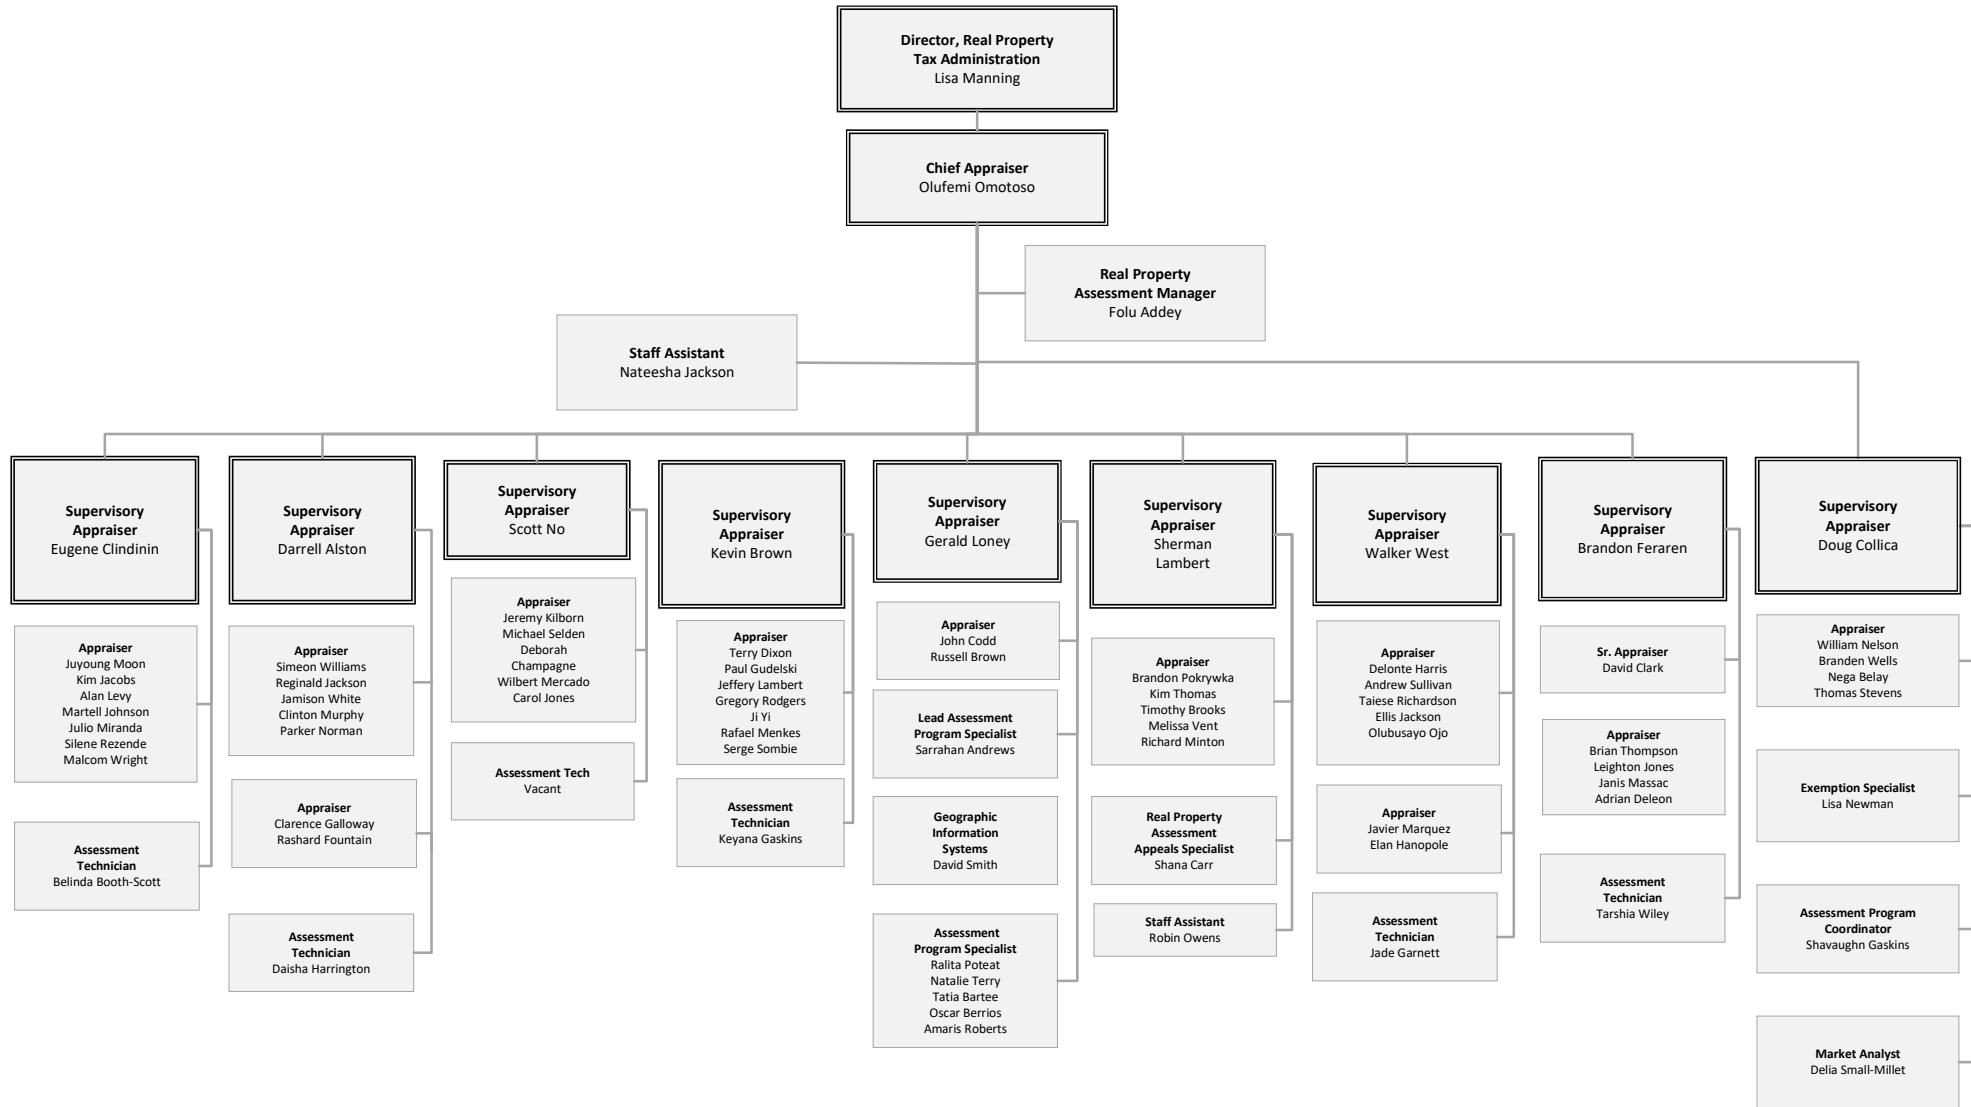 Director, Real Property
Tax Administration
Lisa Manning
Chief Appraiser
Olufemi Omotoso
Real Property
Assessment Manager
Folu Addey
Staff Assistant
Nateesha Jackson
Supervisory
Appraiser
Eugene Clindinin
Appraiser
Juyoung Moon
Kim Jacobs
Alan Levy
Martell Johnson
Julio Miranda
Silene Rezende
Malcom Wright
Assessment
Technician
Belinda Booth-Scott
Supervisory
Appraiser
Darrell Alston
Appraiser
Simeon Williams
Reginald Jackson
Jamison White
Clinton Murphy
Parker Norman
Appraiser
Clarence Galloway
Rashard Fountain
Assessment
Technician
Daisha Harrington
Supervisory
Appraiser
Scott No
Appraiser
Jeremy Kilborn
Michael Selden
Deborah
Champagne
Wilbert Mercado
Carol Jones
Assessment Tech
Vacant
Supervisory
Appraiser
Kevin Brown
Appraiser
Terry Dixon
Paul Gudelski
Jeffery Lambert
Gregory Rodgers
Ji Yi
Rafael Menkes
Serge Sombie
Assessment
Technician
Keyana Gaskins
Supervisory
Appraiser
Gerald Loney
Appraiser
John Codd
Russell Brown
Lead Assessment
Program Specialist
Sarrahan Andrews
Geographic
Information
Systems
David Smith
Assessment
Program Specialist
Ralita Poteat
Natalie Terry
Tatia Bartee
Oscar Berrios
Amaris Roberts
Supervisory
Appraiser
Sherman
Lambert
Appraiser
Brandon Pokrywka
Kim Thomas
Timothy Brooks
Melissa Vent
Richard Minton
Real Property
Assessment
Appeals Specialist
Shana Carr
Staff Assistant
Robin Owens
Supervisory
Appraiser
Walker West
Appraiser
Delonte Harris
Andrew Sullivan
Taiese Richardson
Ellis Jackson
Olubusayo Ojo
Appraiser
Javier Marquez
Elan Hanopole
Assessment
Technician
Jade Garnett
Supervisory
Appraiser
Brandon Feraren
Sr. Appraiser
David Clark
Appraiser
Brian Thompson
Leighton Jones
Janis Massac
Adrian Deleon
Assessment
Technician
Tarshia Wiley
Supervisory
Appraiser
Doug Collica
Appraiser
William Nelson
Branden Wells
Nega Belay
Thomas Stevens
Exemption Specialist
Lisa Newman
Assessment Program
Coordinator
Shavaughn Gaskins
Market Analyst
Delia Small-Millet